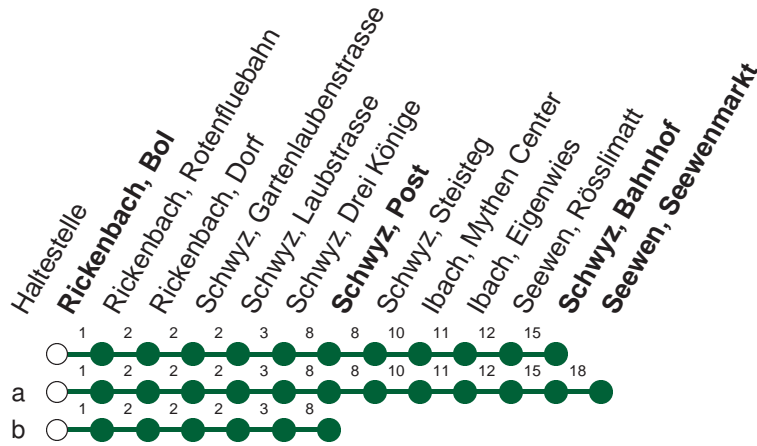 Haltestelle
Rickenbach, Bol
Rickenbach, Rotenfluebahn
Rickenbach, Dorf
Schwyz, Gartenlaubenstrasse
Schwyz, Laubstrasse
Schwyz, Drei Könige
Schwyz, Post
Schwyz, Steisteg
Ibach, Mythen Center
Ibach, Eigenwies
Seewen, Rösslimatt
Schwyz, Bahnhof
Seewen, Seewenmarkt
1 2 2 2 3 8 8 10 11 12 15
a 1 2 2 2 3 8 8 10 11 12 15 18
b 1 2 2 2 3 8